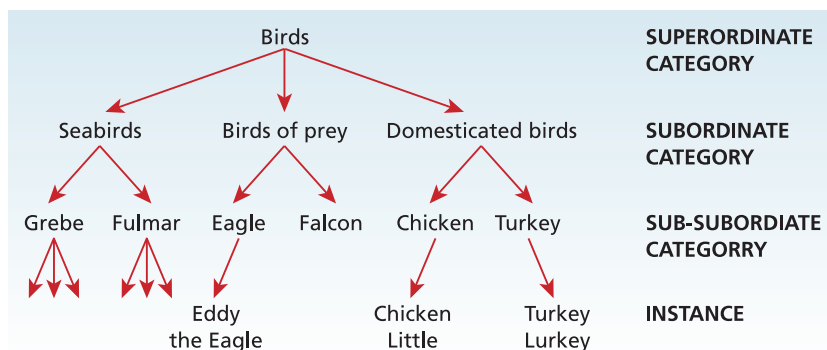 Birds
SUPERORDINATE
CATEGORY
Seabirds
Birds of prey
Domesticated birds
SUBORDINATE
CATEGORY
Grebe
Fulmar
Eagle
Falcon
Chicken
Turkey
SUB-SUBORDIATE
CATEGORRY
Eddy
the Eagle
Chicken
Little
Turkey
Lurkey
INSTANCE